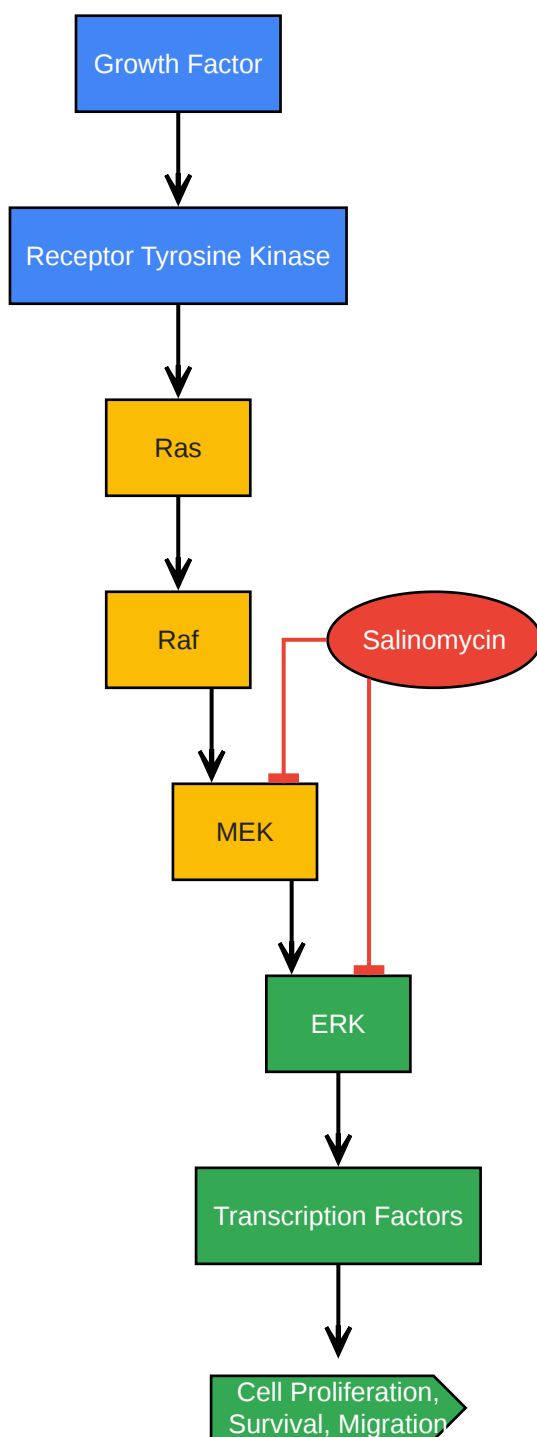 Growth Factor
Receptor Tyrosine Kinase
Ras
Raf
Salinomycin
MEK
ERK
Transcription Factors
Cell Proliferation,
Survival, Migration